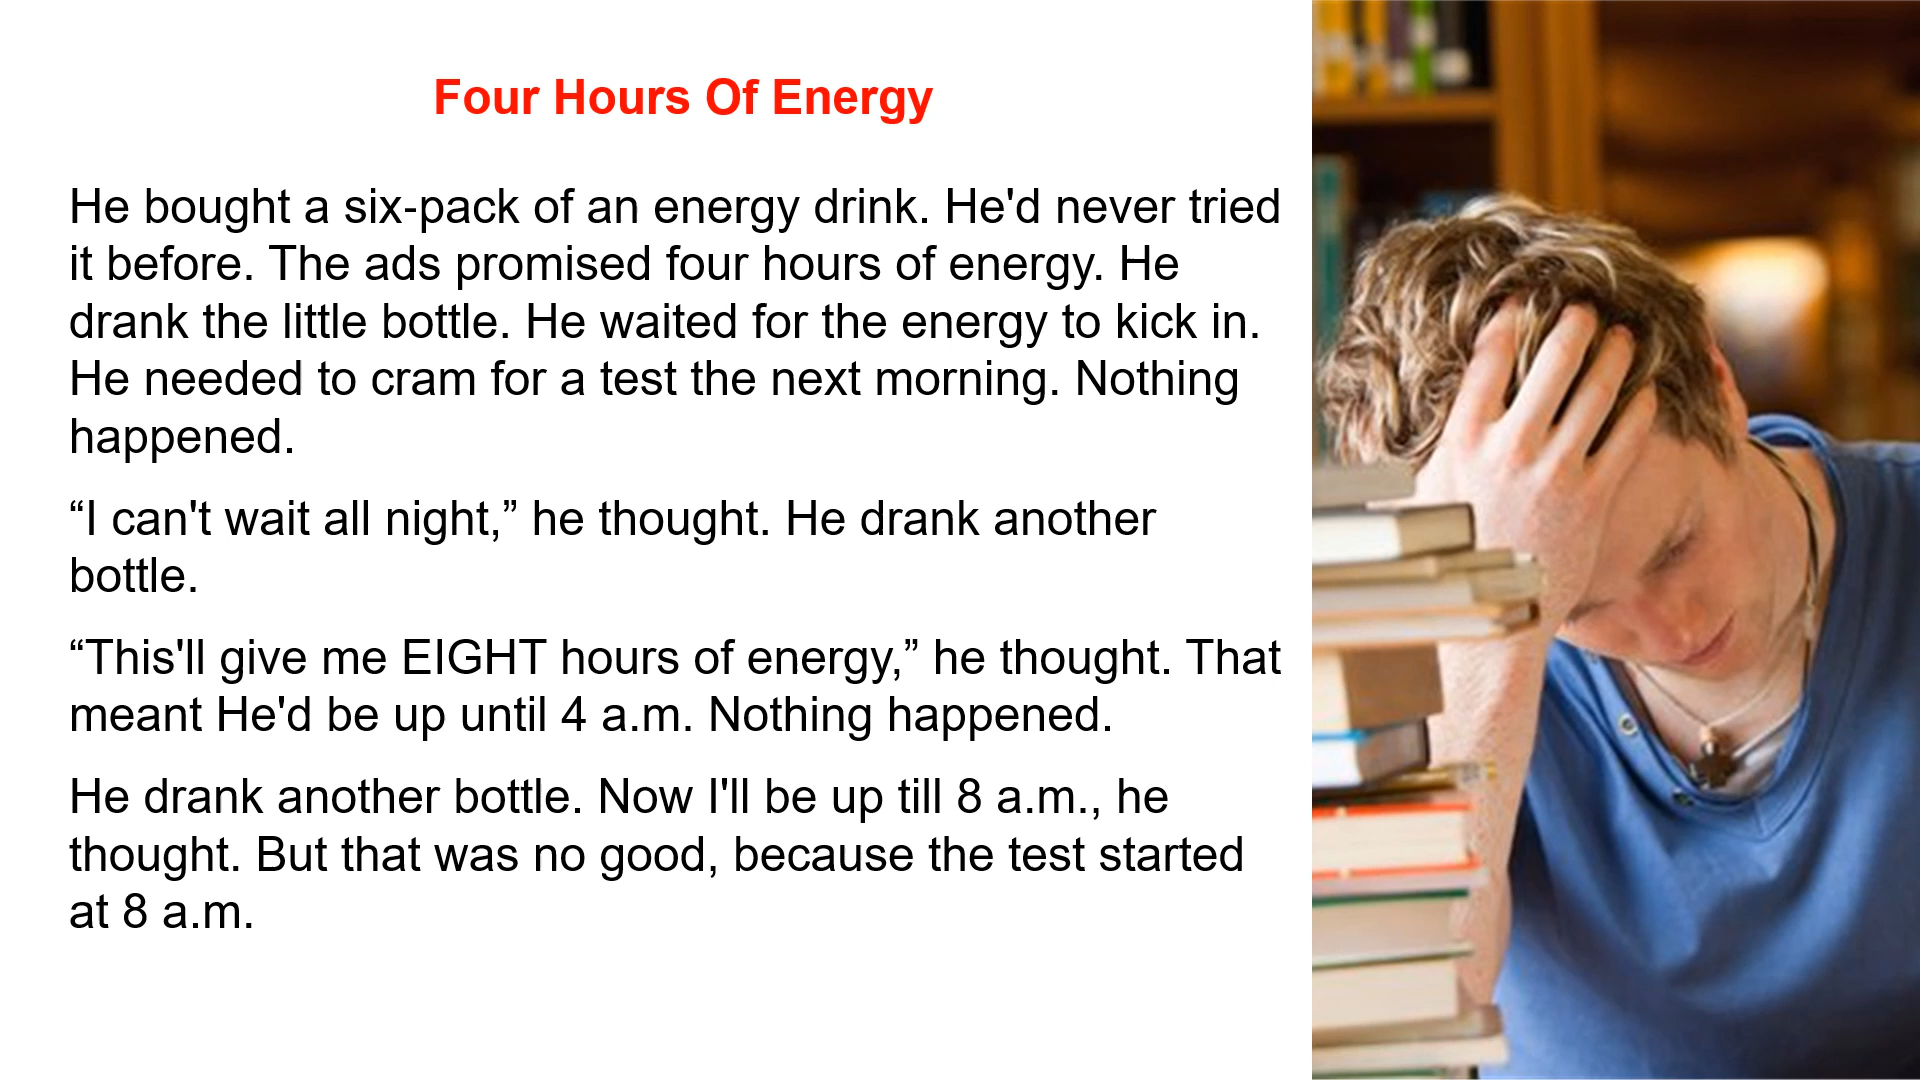 Four Hours Of Energy
He bought a six-pack of an energy drink. He'd never tried
it before. The ads promised four hours of energy. He
drank the little bottle. He waited for the energy to kick in.
He needed to cram for a test the next morning. Nothing
happened.
“I can't wait all night,” he thought. He drank another
bottle.
“This'll give me EIGHT hours of energy,” he thought. That
meant He'd be up until 4 a.m. Nothing happened.
He drank another bottle. Now I'll be up till 8 a.m., he
thought. But that was no good, because the test started
at 8 a.m.